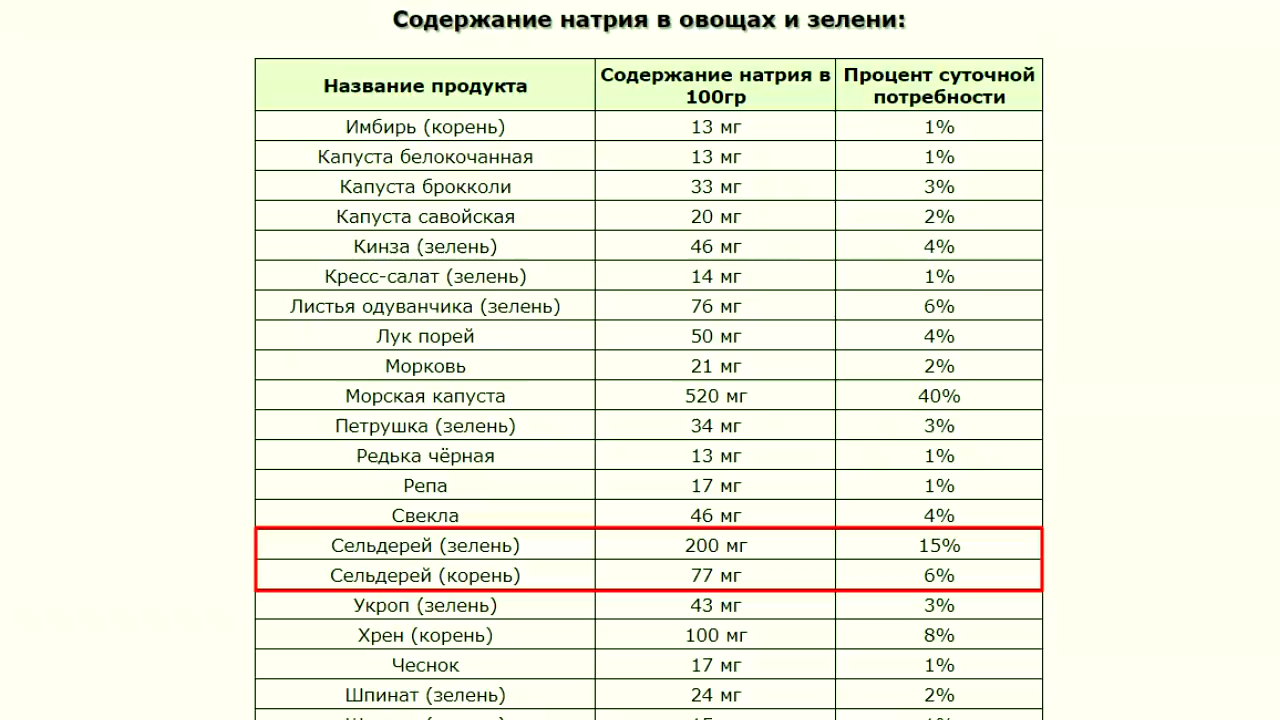 Содержание натрия в овощах и зелени:
Название продукта Содержание натрия в 100гр Процент суточной потребности
Имбирь (корень) 13 мг 1%
Капуста белокочанная 13 мг 1%
Капуста брокколи 33 мг 3%
Капуста савойская 20 мг 2%
Кинза (зелень) 46 мг 4%
Кресс-салат (зелень) 14 мг 1%
Листья одуванчика (зелень) 76 мг 6%
Лук порей 50 мг 4%
Морковь 21 мг 2%
Морская капуста 520 мг 40%
Петрушка (зелень) 34 мг 3%
Редька чёрная 13 мг 1%
Репа 17 мг 1%
Свекла 46 мг 4%
Сельдерей (зелень) 200 мг 15%
Сельдерей (корень) 77 мг 6%
Укроп (зелень) 43 мг 3%
Хрен (корень) 100 мг 8%
Чеснок 17 мг 1%
Шпинат (зелень) 24 мг 2%